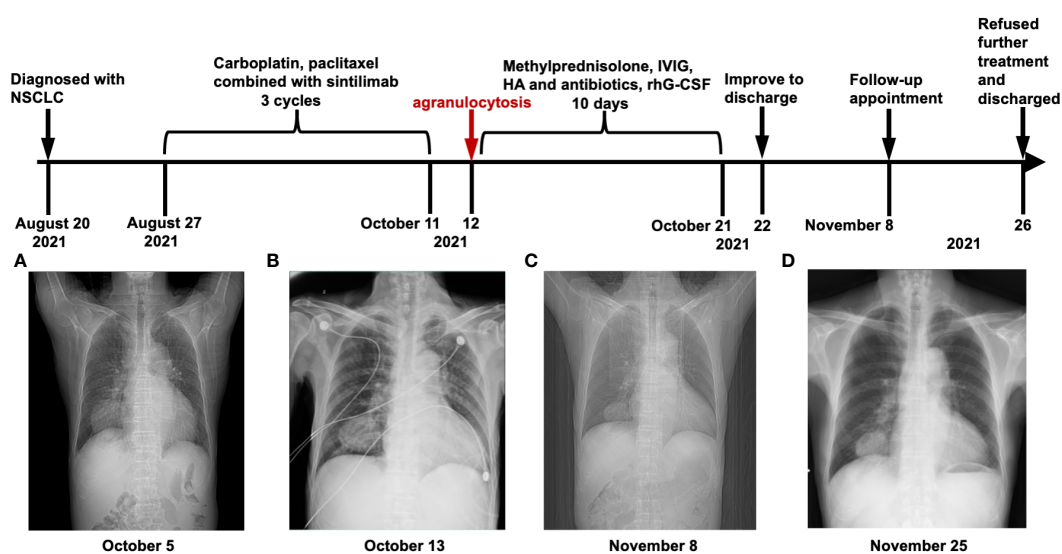 Diagnosed with
NSCLC
Carboplatin, paclitaxel
combined with sintilimab
3 cycles
agranulocytosis
Methylprednisolone, IVIG,
HA and antibiotics, rhG-CSF
10 days
Improve to
discharge
Follow-up
appointment
Refused
further
treatment
and
discharged
August 20
2021
August 27
2021
October 11
12
2021
October 21
22
2021
November 8
26
2021
A
B
C
D
October 5
October 13
November 8
November 25